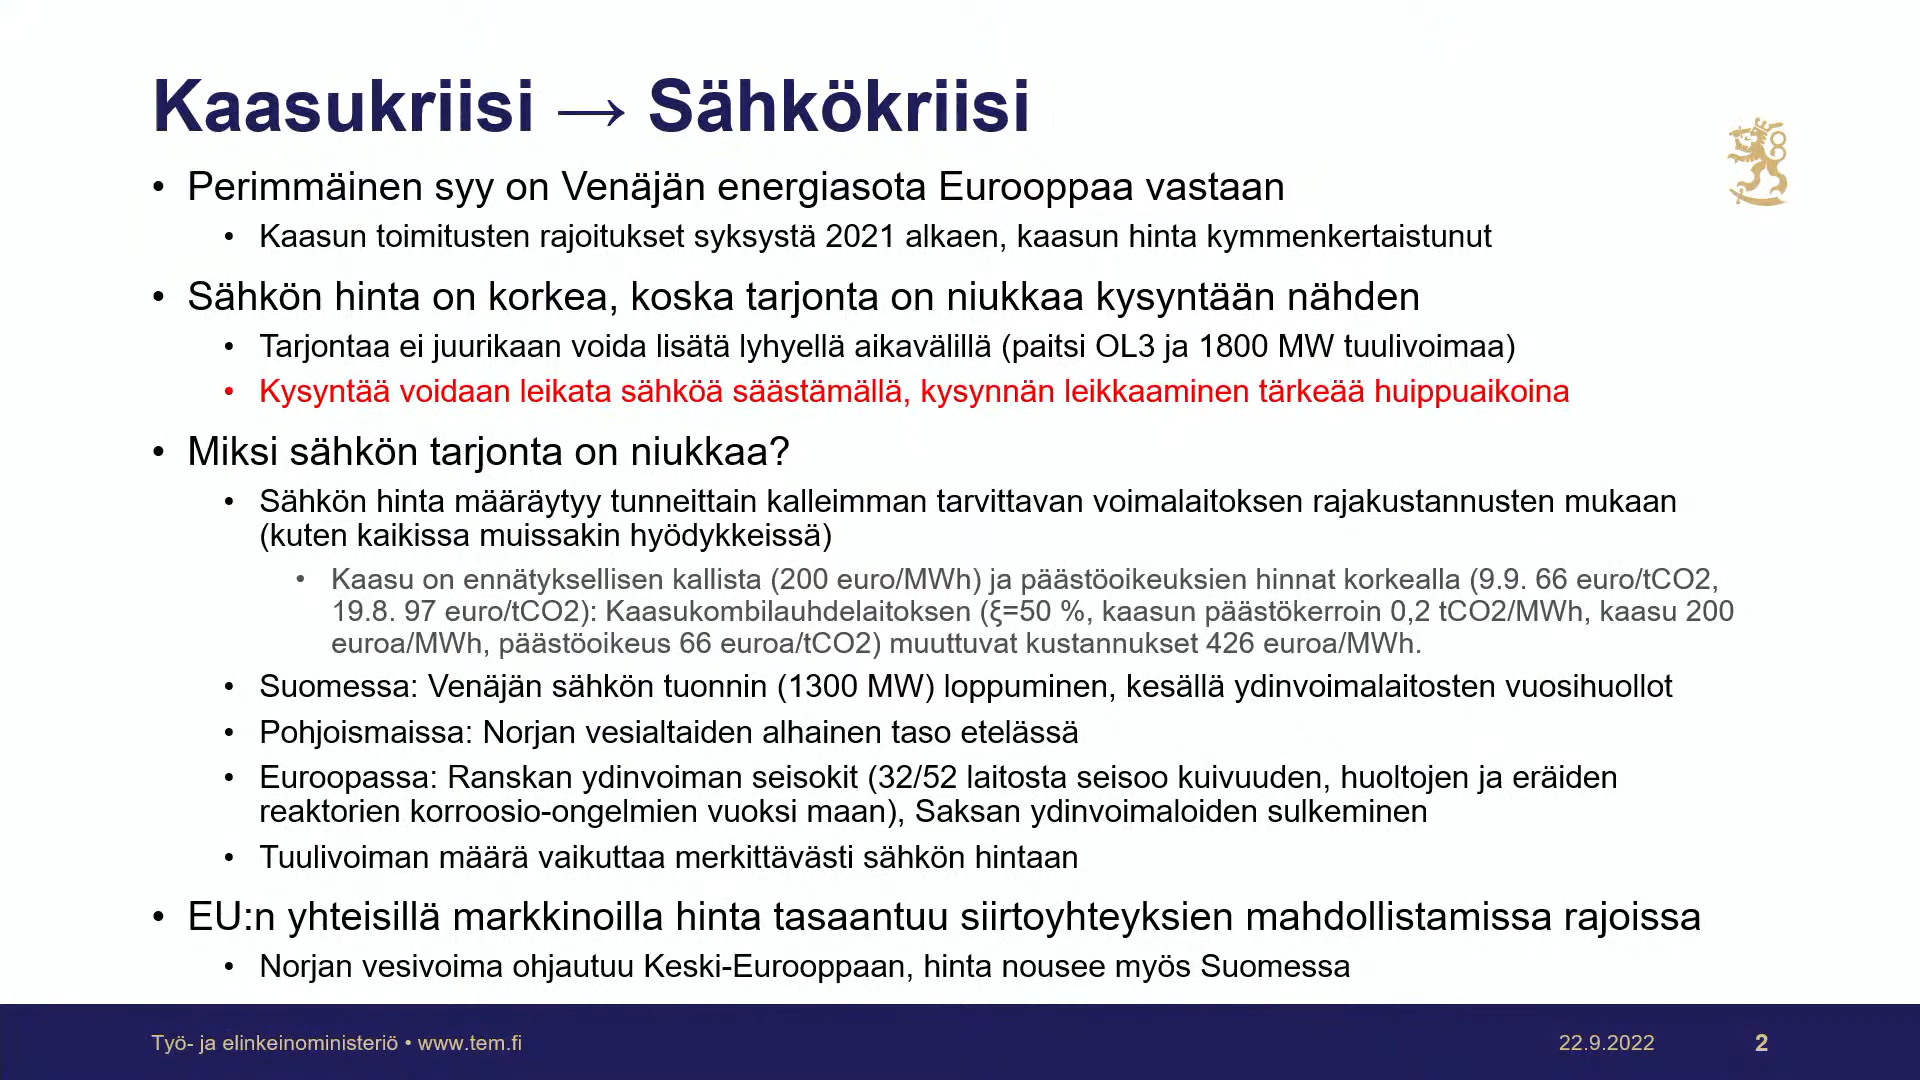 Kaasukriisi → Sähkökriisi
• Perimmäinen syy on Venäjän energiasota Eurooppaa vastaan
• Kaasun toimitusten rajoitukset syksystä 2021 alkaen, kaasun hinta kymmenkertaistunut
• Sähkön hinta on korkea, koska tarjonta on niukkaa kysyntään nähden
• Tarjontaa ei juurikaan voida lisätä lyhyellä aikavälillä (paitsi OL3 ja 1800 MW tuulivoimaa)
• Kysyntää voidaan leikata sähköä säästämällä, kysynnän leikkaaminen tärkeää huippuaikoina
• Miksi sähkön tarjonta on niukkaa?
• Sähkön hinta määräytyy tunneittain kalleimman tarvittavan voimalaitoksen rajakustannusten mukaan
(kuten kaikissa muissakin hyödykkeissä)
• Kaasu on ennätyksellisen kallista (200 euro/MWh) ja päästöoikeuksien hinnat korkealla (9.9. 66 euro/tCO2,
19.8. 97 euro/tCO2): Kaasukombilauhdelaitoksen (ξ=50 %, kaasun päästökerroin 0,2 tCO2/MWh, kaasu 200
euroa/MWh, päästöoikeus 66 euroa/tCO2) muuttuvat kustannukset 426 euroa/MWh.
• Suomessa: Venäjän sähkön tuonnin (1300 MW) loppuminen, kesällä ydinvoimalaitosten vuosihuollot
• Pohjoismaissa: Norjan vesialtaiden alhainen taso etelässä
• Euroopassa: Ranskan ydinvoiman seisokit (32/52 laitosta seisoo kuivuuden, huoltojen ja eräiden
reaktorien korroosio-ongelmien vuoksi maan), Saksan ydinvoimaloiden sulkeminen
• Tuulivoiman määrä vaikuttaa merkittävästi sähkön hintaan
• EU:n yhteisillä markkinoilla hinta tasaantuu siirtoyhteyksien mahdollistamissa rajoissa
• Norjan vesivoima ohjautuu Keski-Eurooppaan, hinta nousee myös Suomessa
Työ- ja elinkeinoministeriö • www.tem.fi
22.9.2022
2